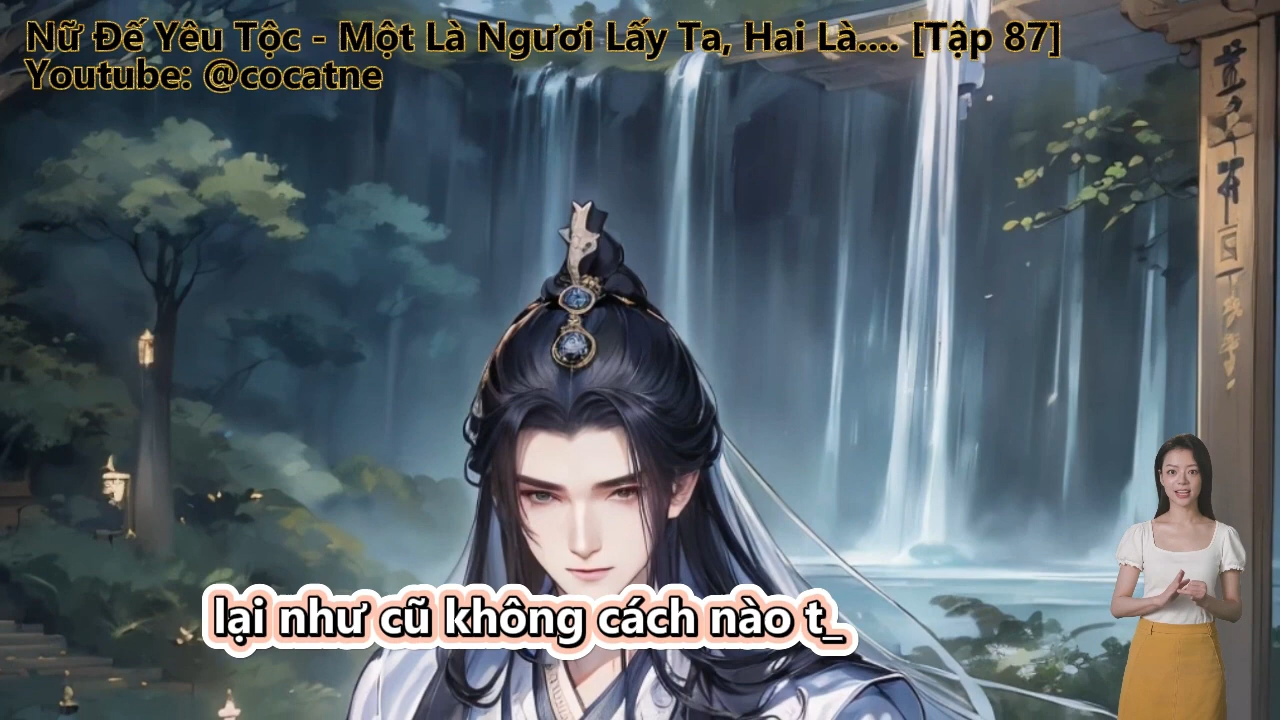 Nữ Đế Yêu Tộc - Một Là Ngươi Lấy Ta, Hai Là.... [Tập 87]
Youtube: @cocatne
lại như cũ không cách nào t_